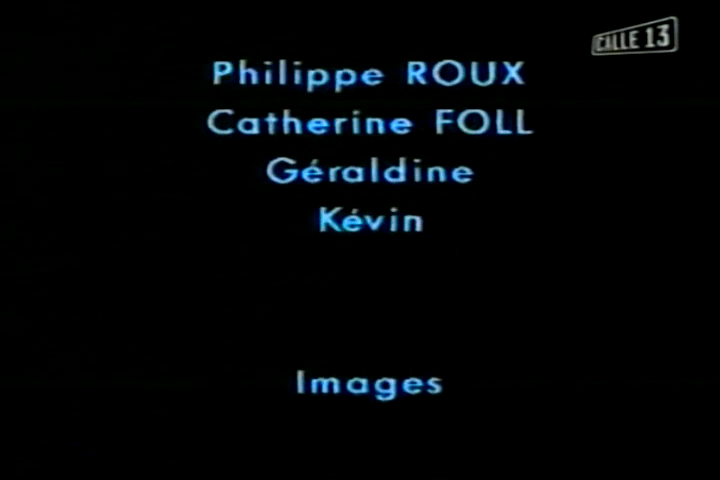 CALLE 13
Philippe ROUX
Catherine FOLL
Géraldine
Kévin
Images